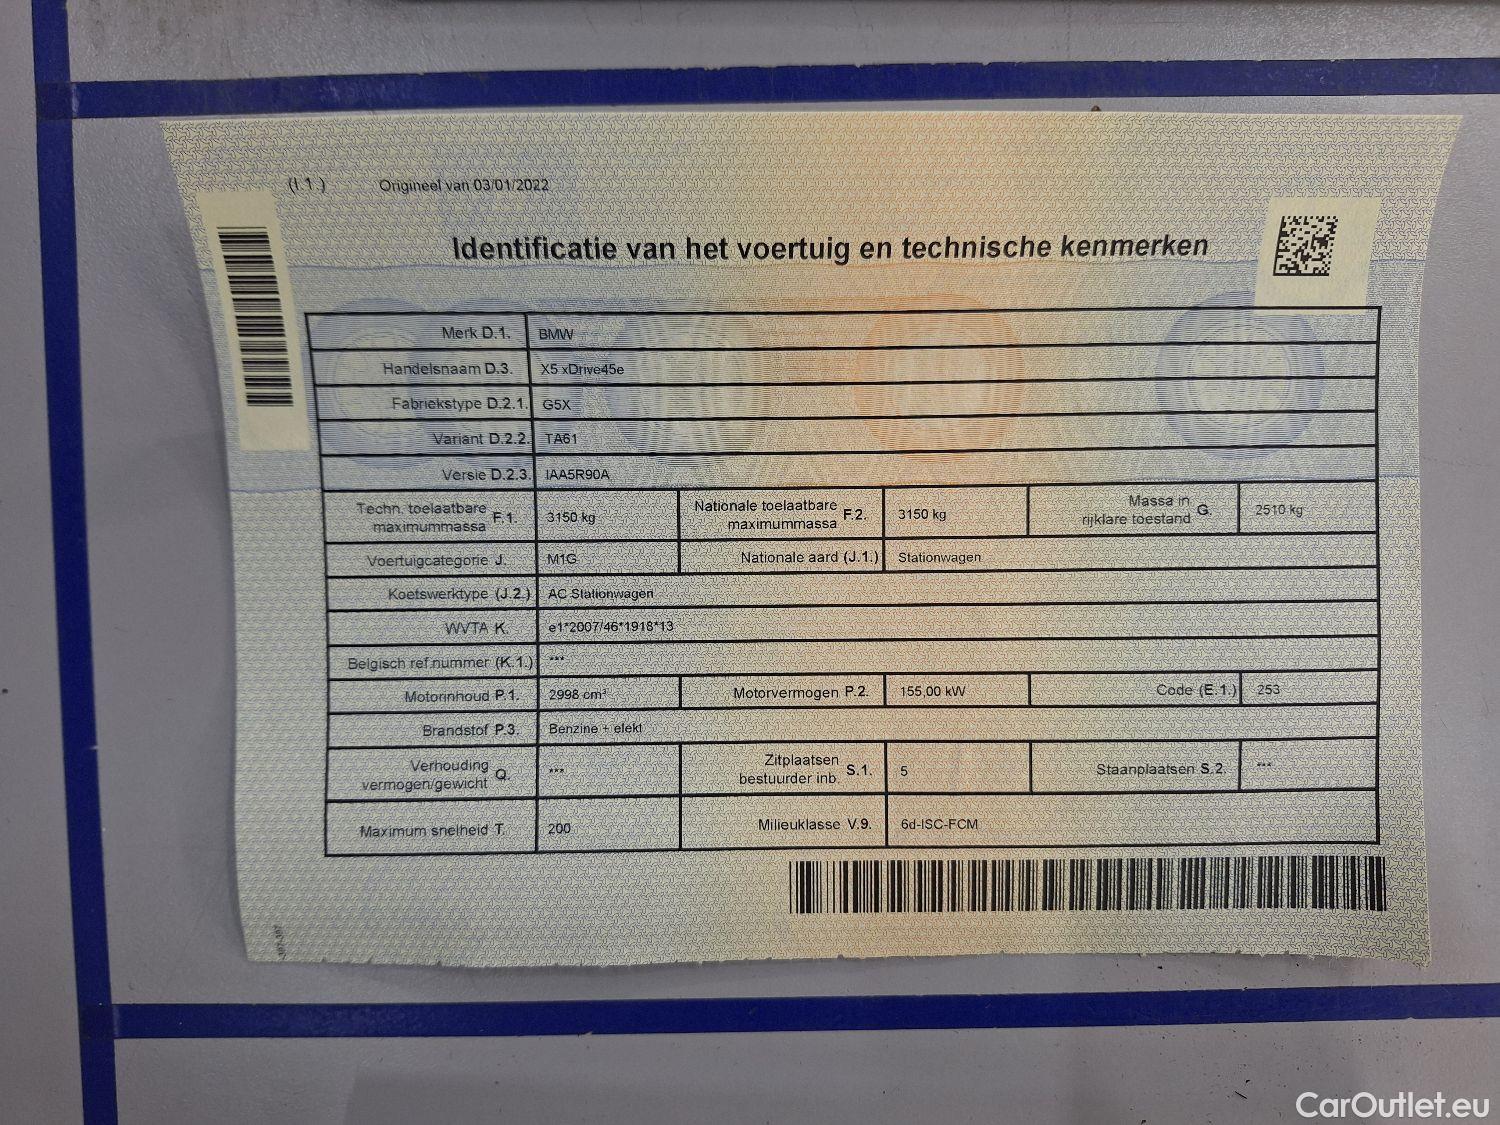 (I.1.) Origineel van 03/01/2022
Identificatie van het voertuig en technische kenmerken
Merk D.1. BMW
Handelsnaam D.3. X5 xDrive45e
Fabriekstype D.2.1. G5X
Variant D.2.2. TA61
Versie D.2.3. IAA5R90A
Techn. toelaatbare maximummassa F.1. 3150 kg Nationale toelaatbare maximummassa F.2. 3150 kg Massa in rijklare toestand G. 2510 kg
Voertuigcategorie J. M1G Nationale aard (J.1.) Stationwagen
Koetswerktype (J.2.) AC Stationwagen
WVTA K. e1*2007/46*1918*13
Belgisch ref.nummer (K.1.) ***
Motorinhoud P.1. 2998 cm³ Motorvermogen P.2. 155,00 kW Code (E.1.) 253
Brandstof P.3. Benzine + elekt
Verhouding vermogen/gewicht Q. *** Zitplaatsen bestuurder inb. S.1. 5 Staanplaatsen S.2. ***
Maximum snelheid T. 200 Milieuklasse V.9. 6d-ISC-FCM
CarOutlet.eu